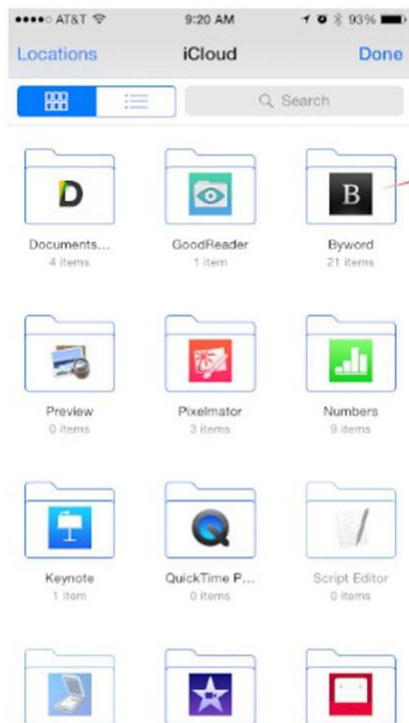 AT&T 9:20 AM 93%
Locations iCloud Done
Search
D B
Documents... GoodReader Byword
4 items 1 item 21 items
Preview Pixelmator Numbers
0 items 3 items 9 items
Keynote QuickTime P... Script Editor
1 item 0 items 0 items